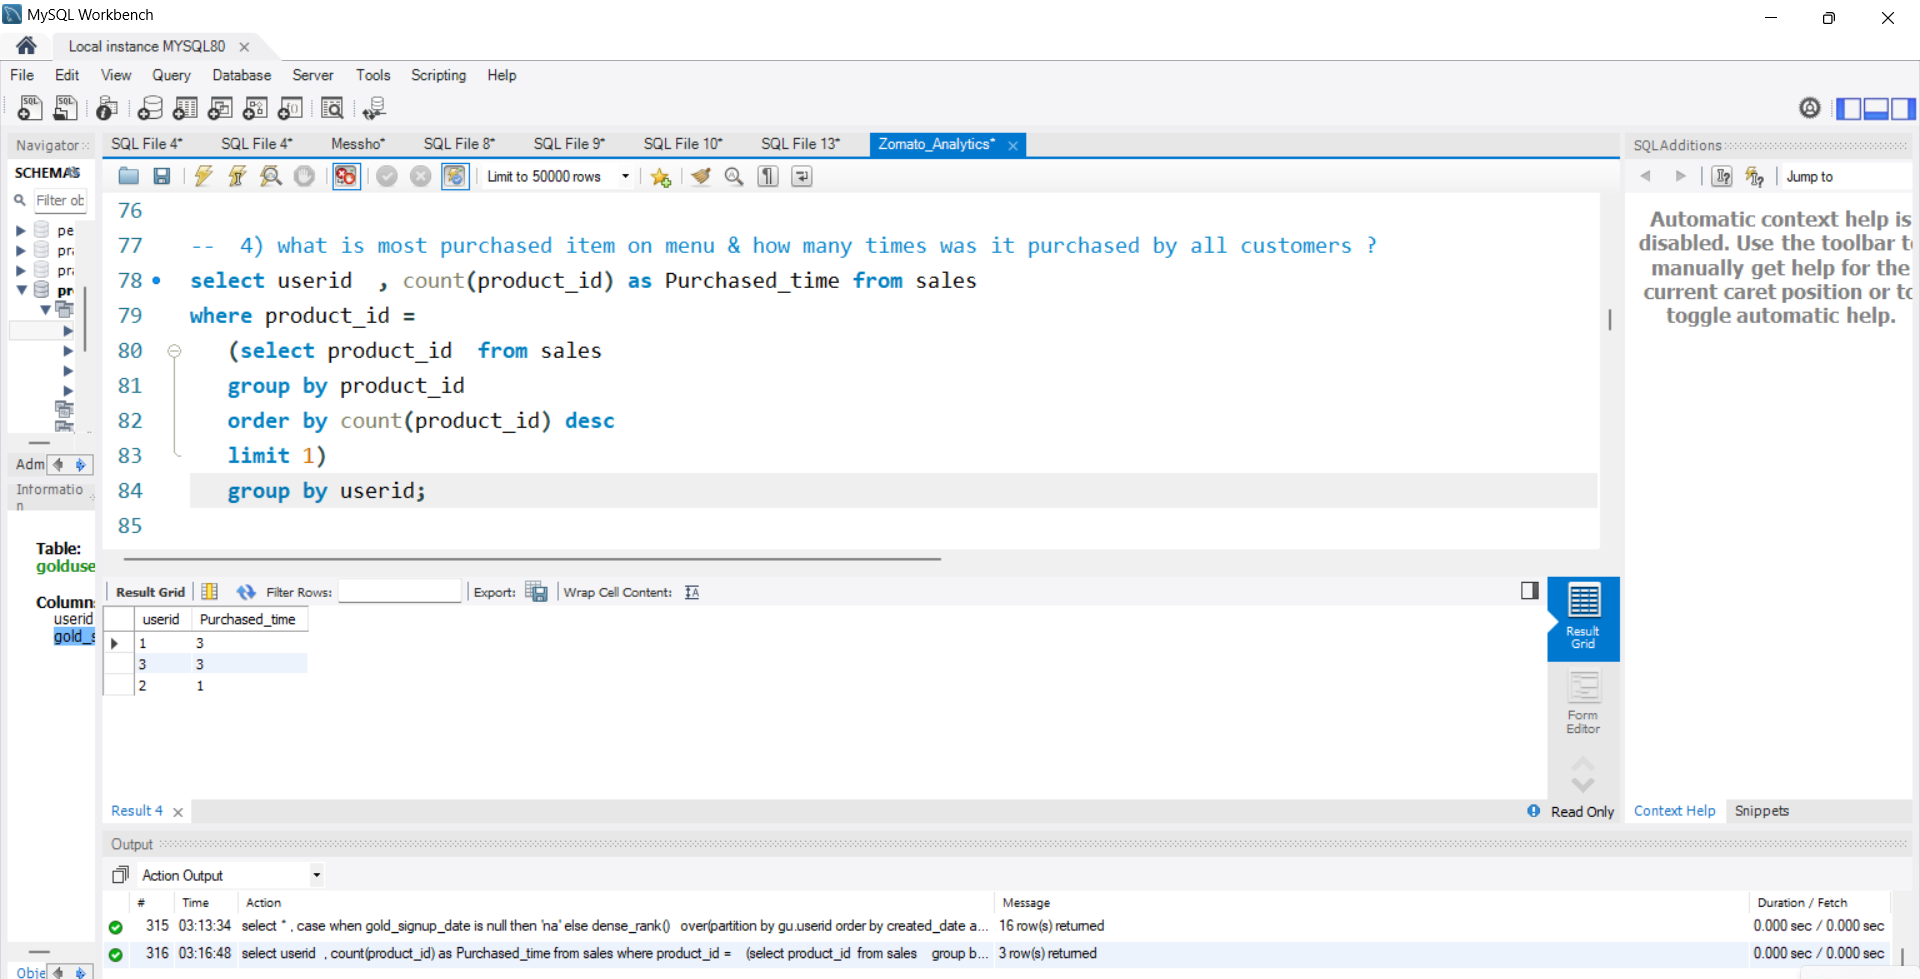 MySQL Workbench
Local instance MYSQL80
File Edit View Query Database Server Tools Scripting Help
Navigator
SQL File 4* SQL File 4* Messho* SQL File 8* SQL File 9* SQL File 10* SQL File 13* Zomato_Analytics*
SQLAdditions
SCHEMAS
Limit to 50000 rows
Jump to
Filter ob
pe
pra
pra
pr
76
77 -- 4) what is most purchased item on menu & how many times was it purchased by all customers ?
78 select userid , count(product_id) as Purchased_time from sales
79 where product_id =
80 (select product_id from sales
81 group by product_id
82 order by count(product_id) desc
83 limit 1)
84 group by userid;
85
Automatic context help is
disabled. Use the toolbar t
manually get help for the
current caret position or to
toggle automatic help.
Adm
Informatio
n
Table:
golduse
Column
userid
gold_s
Result Grid Filter Rows: Export: Wrap Cell Content:
userid Purchased_time
1 3
3 3
2 1
Result
Grid
Form
Editor
Result 4
Read Only
Context Help Snippets
Output
Action Output
# Time Action Message Duration / Fetch
315 03:13:34 select * , case when gold_signup_date is null then 'na' else dense_rank() over(partition by gu.userid order by created_date a... 16 row(s) returned 0.000 sec / 0.000 sec
316 03:16:48 select userid , count(product_id) as Purchased_time from sales where product_id = (select product_id from sales group b... 3 row(s) returned 0.000 sec / 0.000 sec
Obje